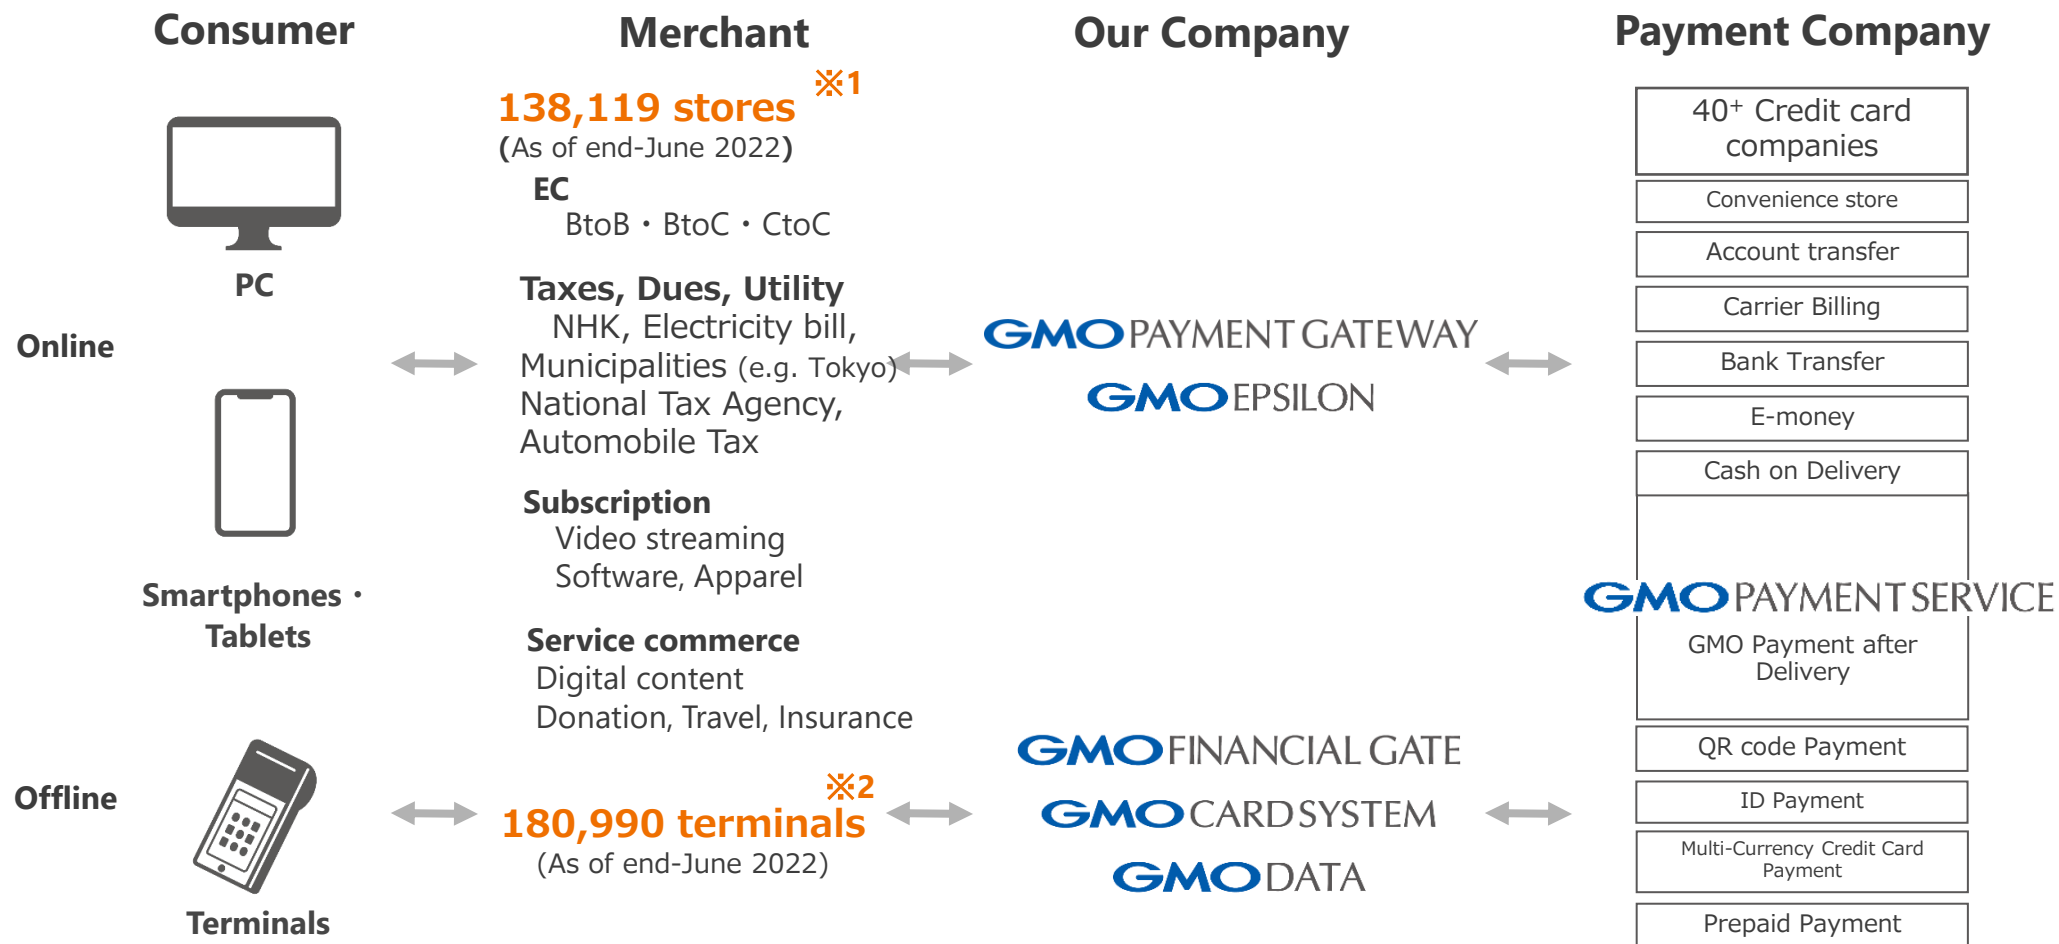 Consumer
Merchant
Our Company
Payment Company
138,119 stores ※1
(As of end-June 2022)
EC
BtoB・BtoC・CtoC
PC
Taxes, Dues, Utility
NHK, Electricity bill,
Municipalities (e.g. Tokyo)
National Tax Agency,
Automobile Tax
Online
Subscription
Video streaming
Software, Apparel
Smartphones・
Tablets
Service commerce
Digital content
Donation, Travel, Insurance
Offline
※2
180,990 terminals
(As of end-June 2022)
Terminals
GMO PAYMENT GATEWAY
GMO EPSILON
GMO FINANCIAL GATE
GMO CARD SYSTEM
GMO DATA
40+ Credit card
companies
Convenience store
Account transfer
Carrier Billing
Bank Transfer
E-money
Cash on Delivery
GMO PAYMENT SERVICE
GMO Payment after
Delivery
QR code Payment
ID Payment
Multi-Currency Credit Card
Payment
Prepaid Payment